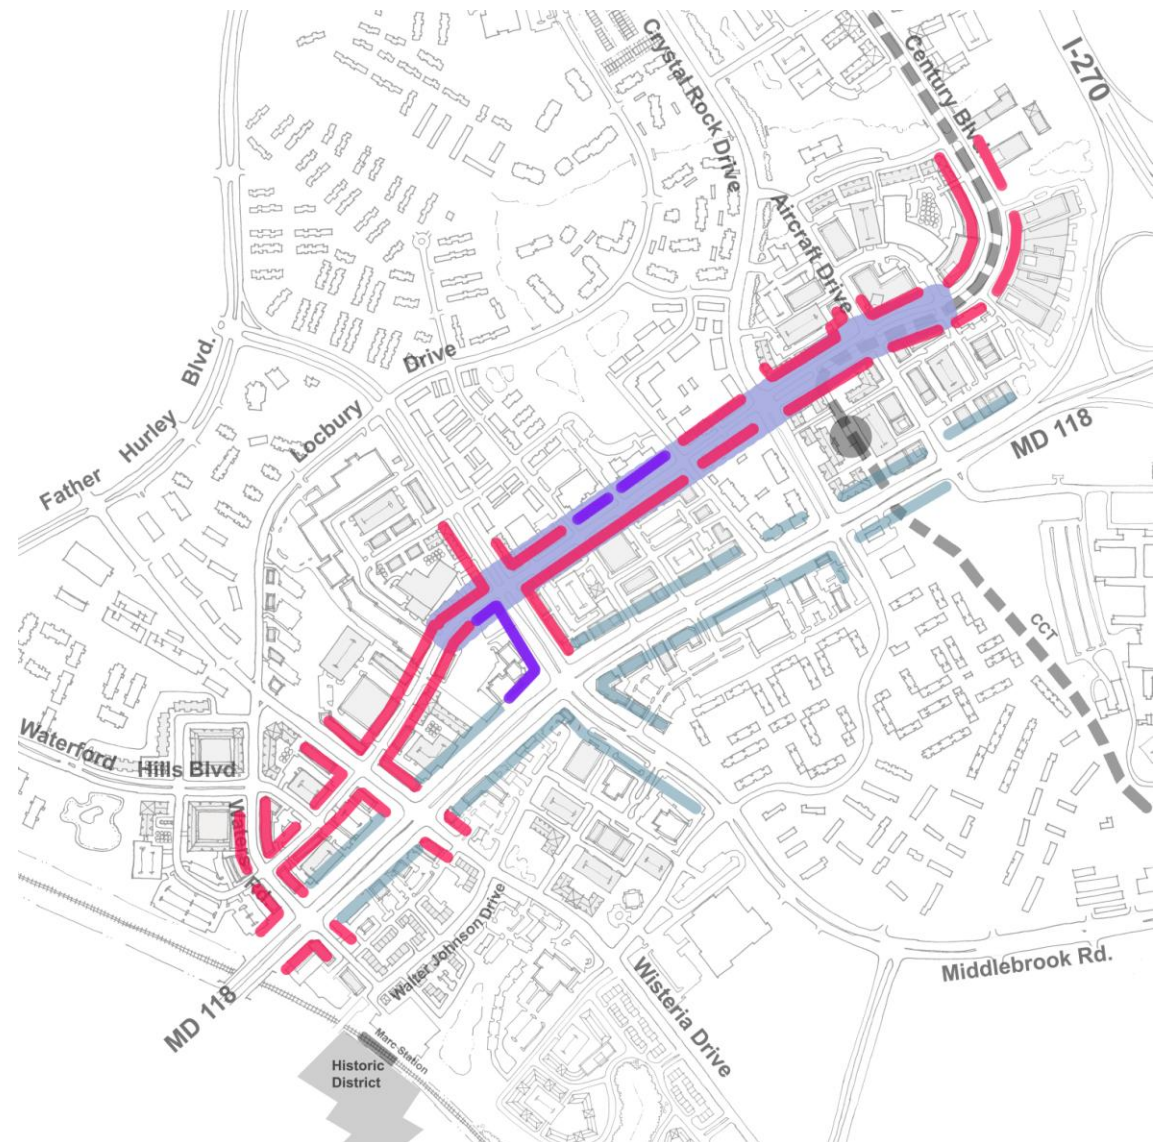 Crystal Rock Drive
Century Blvd.
I-270
Aircraft Drive
Father Hurley Blvd.
Locbury Drive
MD 118
CCT
Waterford Hills Blvd
Waters Rd
Walter Johnson Drive
Wisteria Drive
Middlebrook Rd.
MD 118
Marc Station
Historic
District